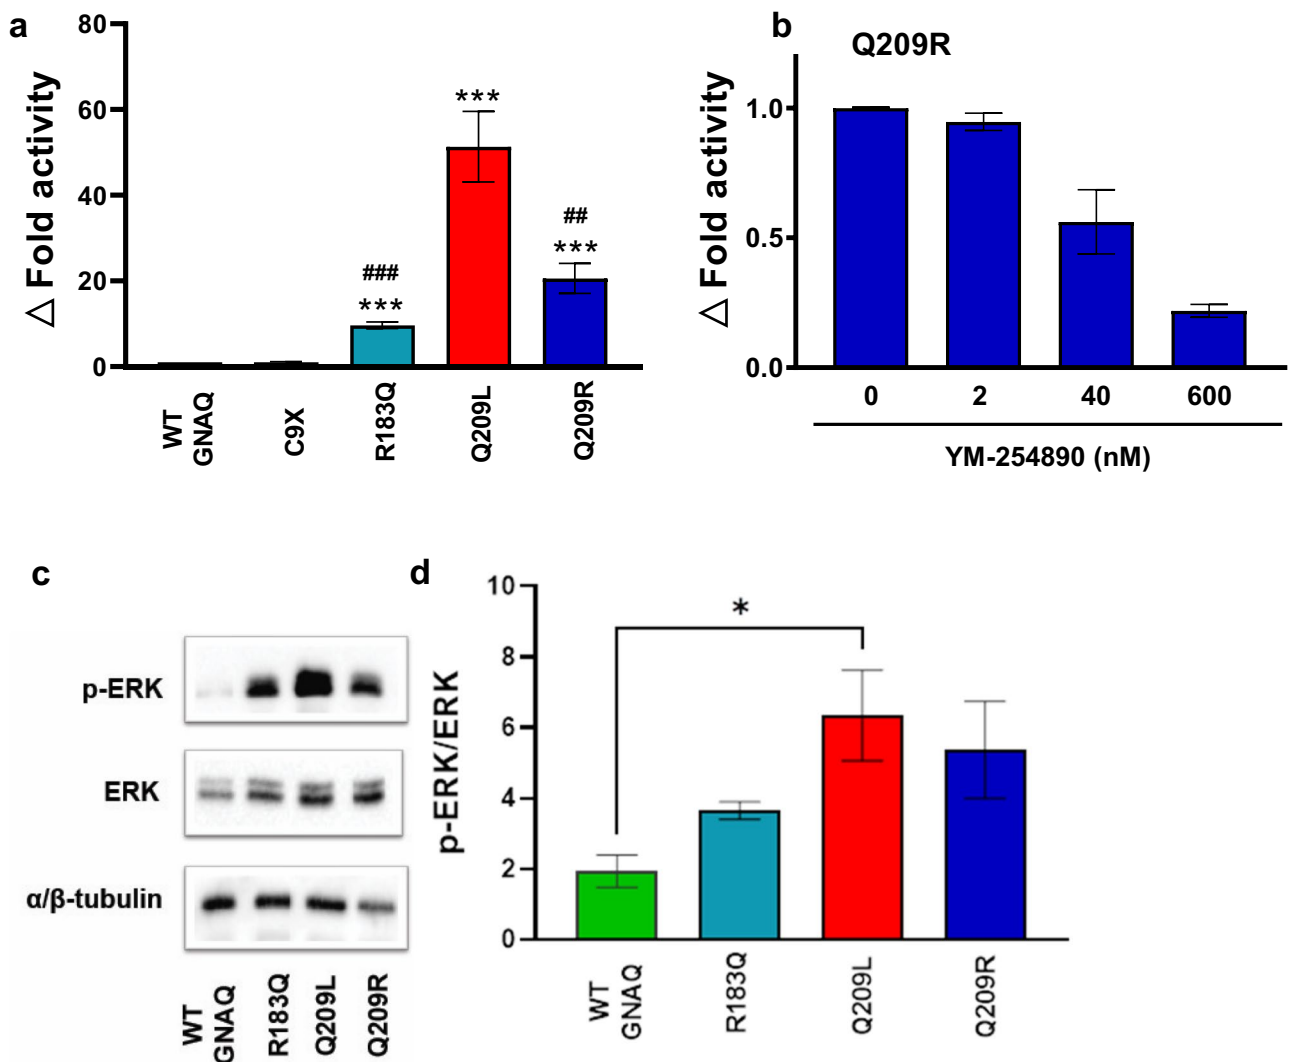 a
80
60
40
20
0
△ Fold activity
***
##
***
###
***
WT
GNAQ
C9X
R183Q
Q209L
Q209R
b
Q209R
1.0
0.5
0.0
△ Fold activity
0 2 40 600
YM-254890 (nM)
c
p-ERK
ERK
α/β-tubulin
WT
GNAQ
R183Q
Q209L
Q209R
d
10
8
6
4
2
0
p-ERK/ERK
*
WT
GNAQ
R183Q
Q209L
Q209R